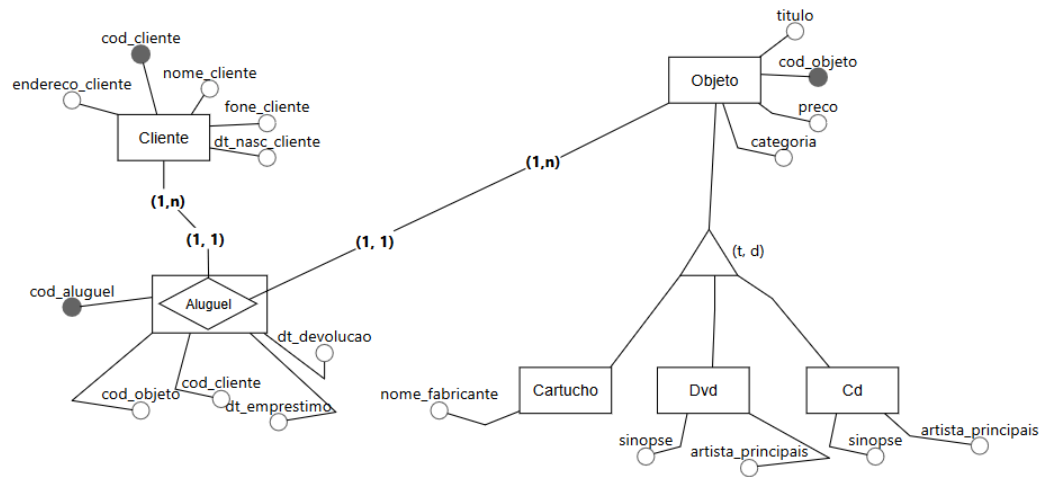 titulo
cod_cliente
cod_objeto
nome_cliente
endereco_cliente
Objeto
fone_cliente
preco
Cliente
dt_nasc_cliente
categoria
(1,n)
(1,n)
(1, 1)
(1, 1)
(t, d)
cod_aluguel
Aluguel
dt_devolucao
cod_objeto
cod_cliente
dt_emprestimo
nome_fabricante
Cartucho
Dvd
Cd
sinopse
artista_principais
sinopse
artista_principais